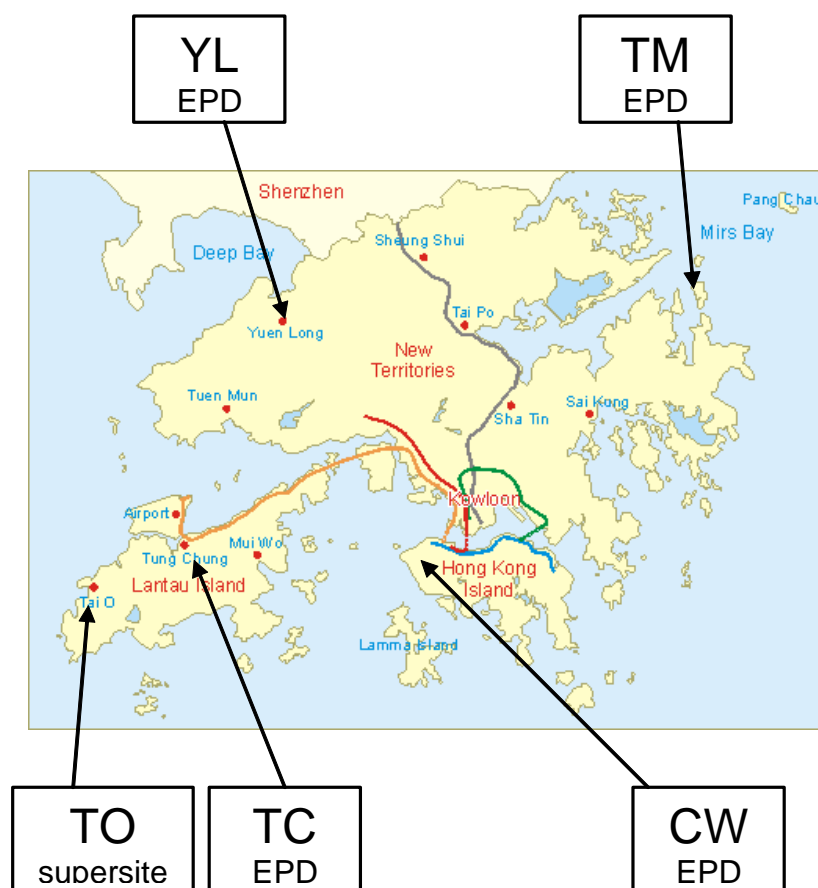 YL
EPD
TM
EPD
Shenzhen
Pang Chau
Deep Bay
Sheung Shui
Mirs Bay
Tai Po
Yuen Long
New
Territories
Tuen Mun
Sha Tin
Sai Kong
Kowloon
Airport
Tung Chung
Mui Wo
Lantau Island
Hong Kong
Island
Tai O
Lamma Island
TO
supersite
TC
EPD
CW
EPD